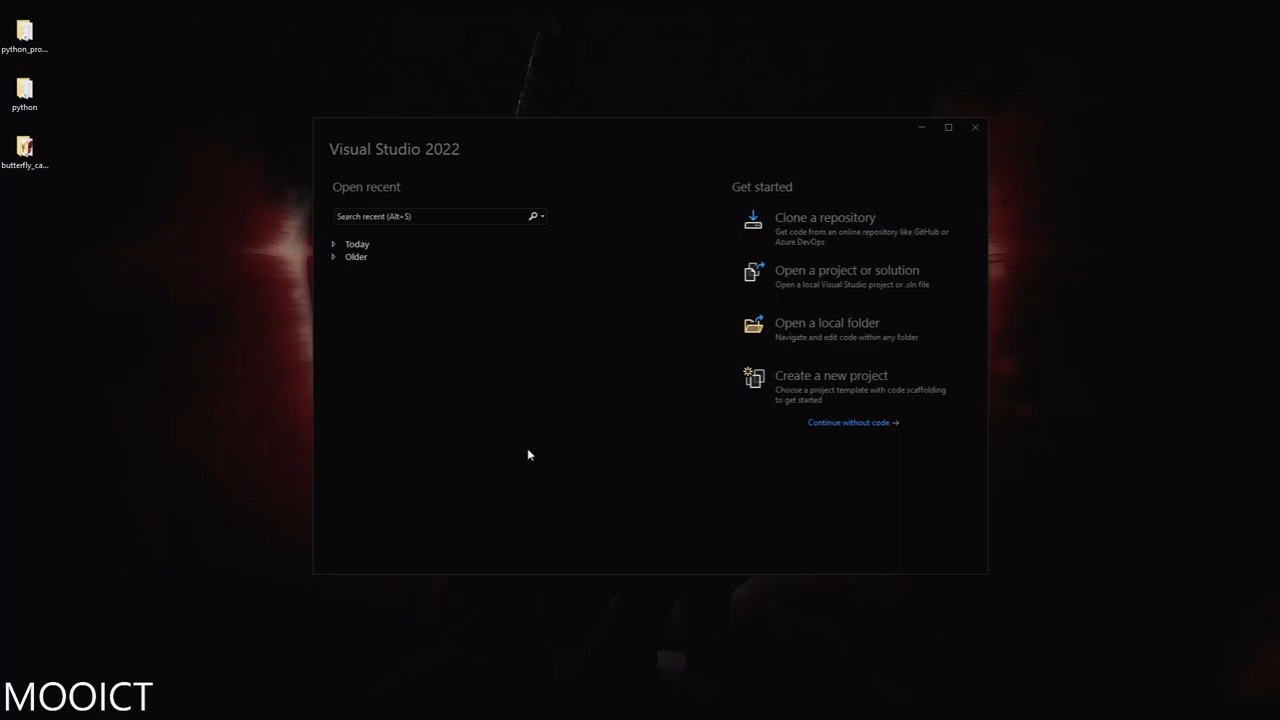 python_pro...
python
butterfly_ca...
Visual Studio 2022
Open recent
Search recent (Alt+S)
Today
Older
Get started
Clone a repository
Get code from an online repository like GitHub or
Azure DevOps
Open a project or solution
Open a local Visual Studio project or .sln file
Open a local folder
Navigate and edit code within any folder
Create a new project
Choose a project template with code scaffolding
to get started
Continue without code →
MOOICT